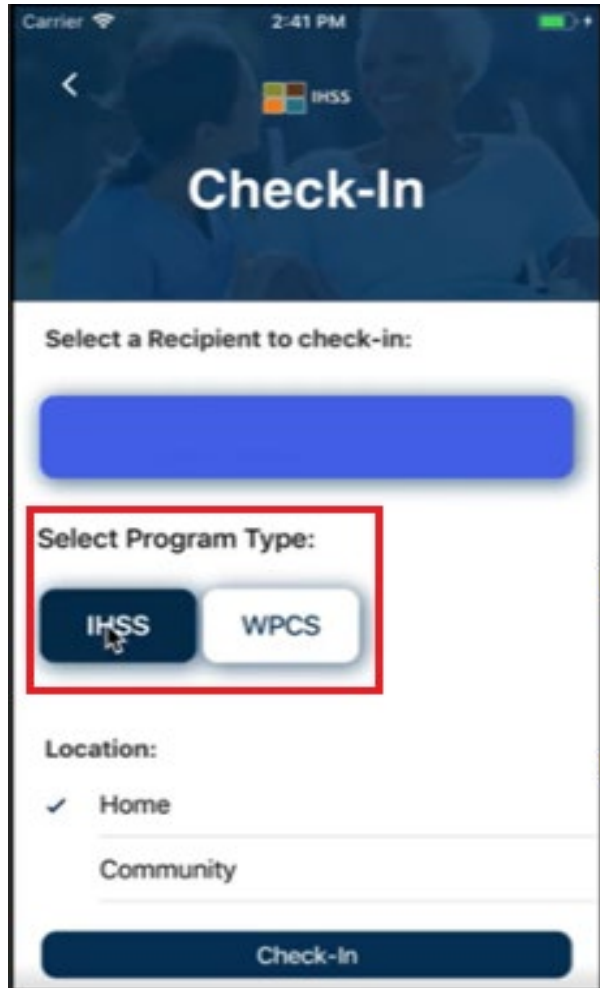 Carrier 2:41 PM
IHSS
Check-In
Select a Recipient to check-in:
Select Program Type:
IHSS WPCS
Location:
Home
Community
Check-In